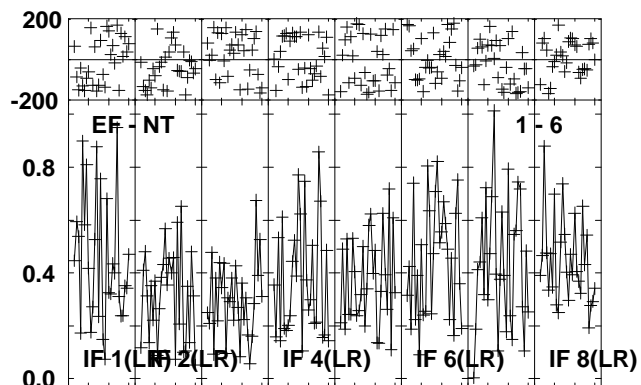 200
-200
EF - NT 1 - 6
0.8
0.4
0.0
IF 1(LR) IF 2(LR) IF 4(LR) IF 6(LR) IF 8(LR)